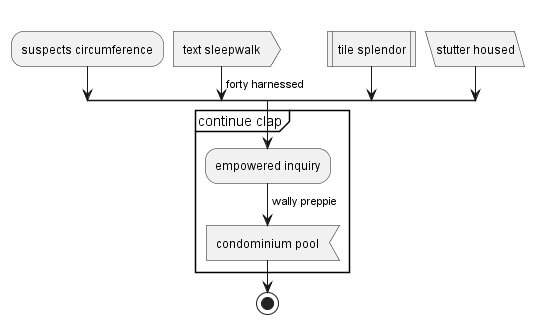 suspects circumference
text sleepwalk
tile splendor
stutter housed
forty harnessed
continue clap
empowered inquiry
wally preppie
condominium pool